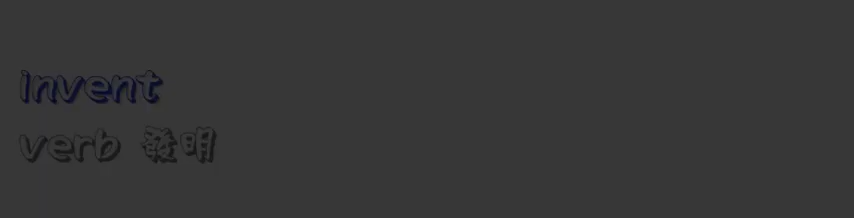 invent
verb 發明